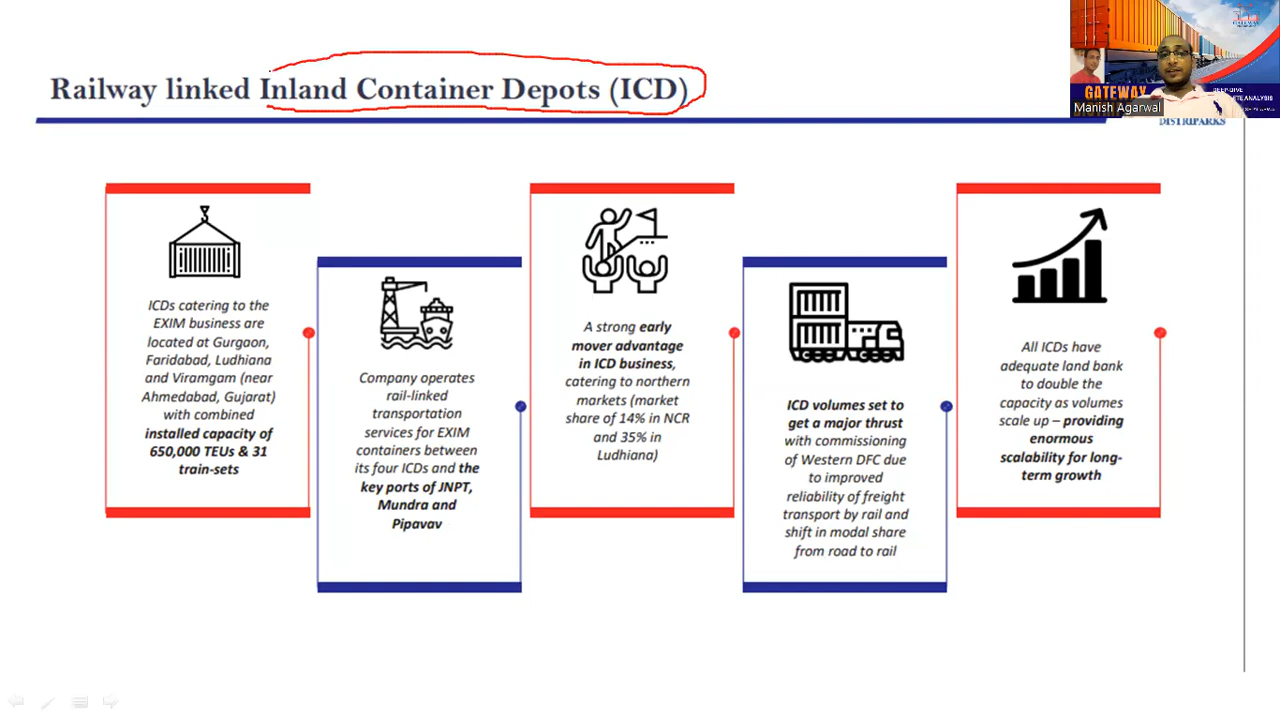 Railway linked Inland Container Depots (ICD)
GATEWAY
Manish Agarwal
DISTRIPARKS
ICDs catering to the
EXIM business are
located at Gurgaon,
Faridabad, Ludhiana
and Viramgam (near
Ahmedabad, Gujarat)
with combined
installed capacity of
650,000 TEUs & 31
train-sets
Company operates
rail-linked
transportation
services for EXIM
containers between
its four ICDs and the
key ports of JNPT,
Mundra and
Pipavav
A strong early
mover advantage
in ICD business,
catering to northern
markets (market
share of 14% in NCR
and 35% in
Ludhiana)
ICD volumes set to
get a major thrust
with commissioning
of Western DFC due
to improved
reliability of freight
transport by rail and
shift in modal share
from road to rail
All ICDs have
adequate land bank
to double the
capacity as volumes
scale up – providing
enormous
scalability for long-
term growth